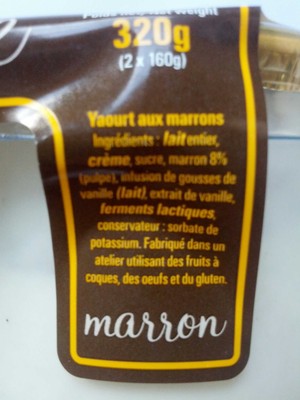 net weight
320g
(2 x 160g)
Yaourt aux marrons
Ingrédients : lait entier,
crème, sucre, marron 8%
(pulpe), infusion de gousses de
vanille (lait), extrait de vanille,
ferments lactiques,
conservateur : sorbate de
potassium. Fabriqué dans un
atelier utilisant des fruits à
coques, des oeufs et du gluten.
marron